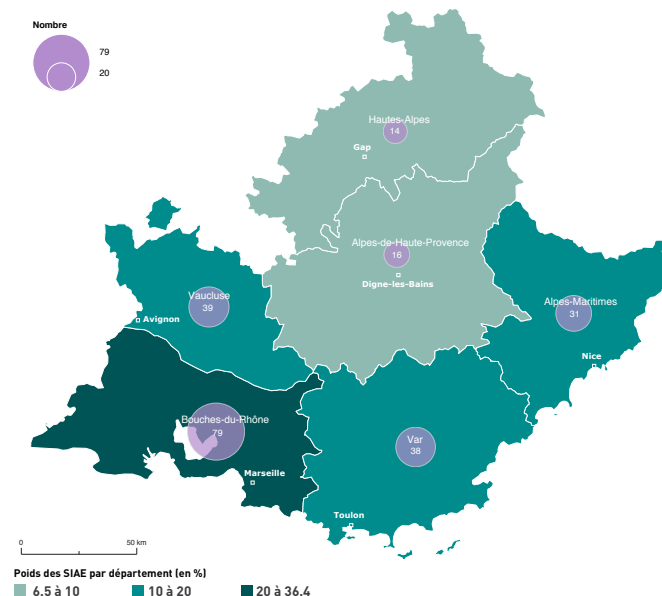 Nombre
79
20
Hautes-Alpes
14
Gap
Alpes-de-Haute-Provence
16
Digne-les-Bains
Vaucluse
39
Avignon
Alpes-Maritimes
31
Nice
Bouches-du-Rhône
79
Marseille
Var
38
Toulon
0 50 km
Poids des SIAE par département (en %)
6.5 à 10 10 à 20 20 à 36.4